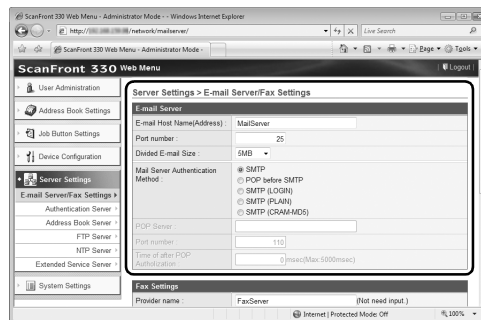 ScanFront 330 Web Menu - Administrator Mode - - Windows Internet Explorer
http:// /network/mailserver/
Live Search
ScanFront 330 Web Menu - Administrator Mode -
Page
Tools
ScanFront 330 Web Menu
Logout
User Administration
Address Book Settings
Job Button Settings
Device Configuration
Server Settings
E-mail Server/Fax Settings
Authentication Server
Address Book Server
FTP Server
NTP Server
Extended Service Server
System Settings
Server Settings > E-mail Server/Fax Settings
E-mail Server
E-mail Host Name(Address) : MailServer
Port number : 25
Divided E-mail Size : 5MB
Mail Server Authentication Method :
SMTP
POP before SMTP
SMTP (LOGIN)
SMTP (PLAIN)
SMTP (CRAM-MD5)
POP Server :
Port number : 110
Time of after POP Authorization : 0 msec(Max:6000msec)
Fax Settings
Provider name : FaxServer (Not need input.)
Internet | Protected Mode: Off
100%